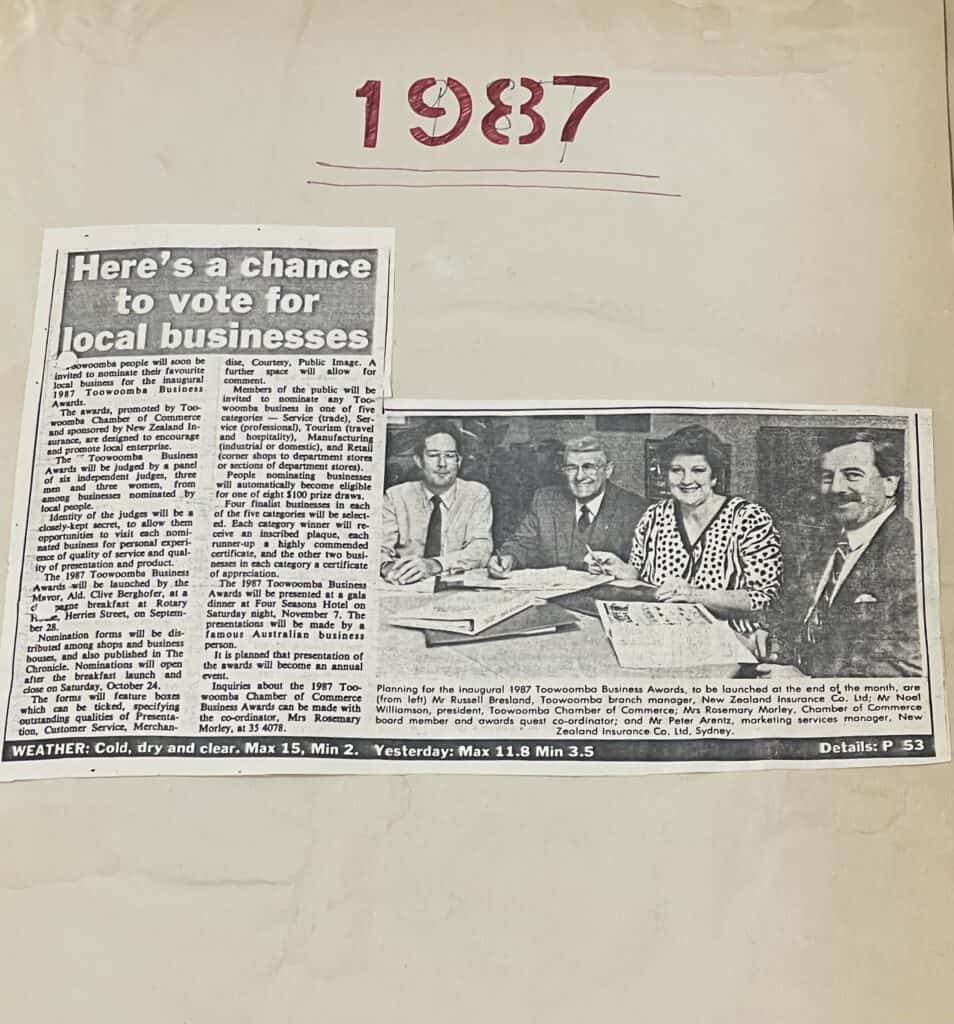 1987
Here's a chance
to vote for
local businesses
oowoomba people will soon be
invited to nominate their favourite
local business for the inaugural
1987 Toowoomba Business
Awards.
The awards, promoted by Too-
woomba Chamber of Commerce
and sponsored by New Zealand In-
surance, are designed to encourage
and promote local enterprise.
The Toowoomba Business
Awards will be judged by a panel
of six independent judges, three
men and three women, from
among businesses nominated by
local people.
Identity of the judges will be a
closely-kept secret, to allow them
opportunities to visit each nomi-
nated business for personal experi-
ence of quality of service and qual-
ity of presentation and product.
The 1987 Toowoomba Business
Awards will be launched by the
Mayor, Ald. Clive Berghofer, at a
pagne breakfast at Rotary
Herries Street, on Septem-
ber 28.
Nomination forms will be dis-
tributed among shops and business
houses, and also published in The
Chronicle. Nominations will open
after the breakfast launch and
close on Saturday, October 24.
The forms will feature boxes
which can be ticked, specifying
outstanding qualities of Presenta-
tion, Customer Service, Merchan-
dise, Courtesy, Public Image. A
further space will allow for
comment.
Members of the public will be
invited to nominate any Too-
woomba business in one of five
categories — Service (trade), Ser-
vice (professional), Tourism (travel
and hospitality), Manufacturing
(industrial or domestic), and Retail
(corner shops to department stores
or sections of department stores).
People nominating businesses
will automatically become eligible
for one of eight $100 prize draws.
Four finalist businesses in each
of the five categories will be select-
ed. Each category winner will re-
ceive an inscribed plaque, each
runner-up a highly commended
certificate, and the other two busi-
nesses in each category a certificate
of appreciation.
The 1987 Toowoomba Business
Awards will be presented at a gala
dinner at Four Seasons Hotel on
Saturday night, November 7. The
presentations will be made by a
famous Australian business
person.
It is planned that presentation of
the awards will become an annual
event.
Inquiries about the 1987 Too-
woomba Chamber of Commerce
Business Awards can be made with
the co-ordinator, Mrs Rosemary
Morley, at 35 4078.
Planning for the inaugural 1987 Toowoomba Business Awards, to be launched at the end of the month, are
(from left) Mr Russell Bresland, Toowoomba branch manager, New Zealand Insurance Co. Ltd; Mr Noel
Williamson, president, Toowoomba Chamber of Commerce; Mrs Rosemary Morley, Chamber of Commerce
board member and awards quest co-ordinator; and Mr Peter Arentz, marketing services manager, New
Zealand Insurance Co. Ltd, Sydney.
WEATHER: Cold, dry and clear. Max 15, Min 2. Yesterday: Max 11.8 Min 3.5 Details: P 53